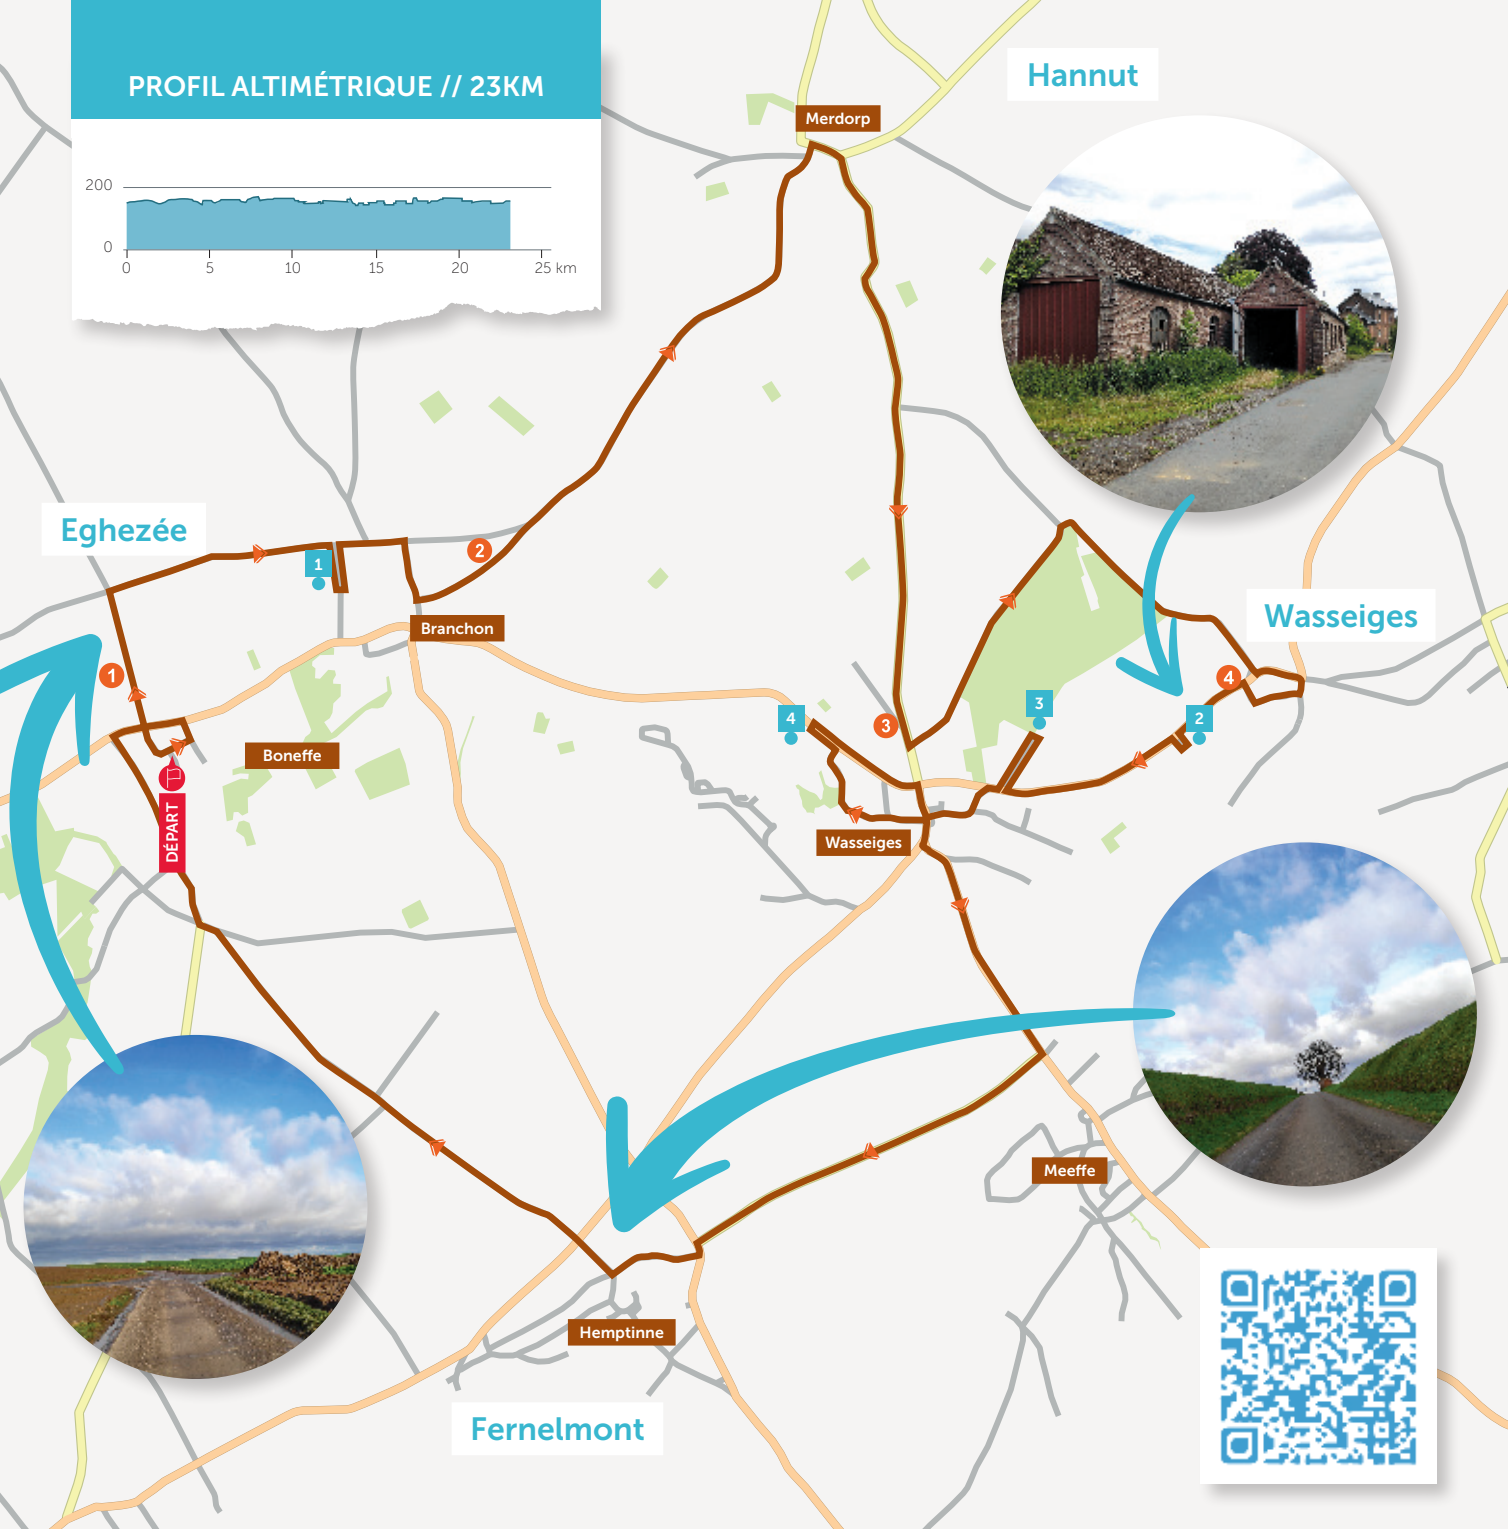 PROFIL ALTIMÉTRIQUE // 23KM
200
0
0 5 10 15 20 25 km
Hannut
Merdorp
Eghezée
1
2
Branchon
Wasseiges
1
4
3
4
3
2
Boneffe
DÉPART
Wasseiges
Meeffe
Hemptinne
Fernelmont